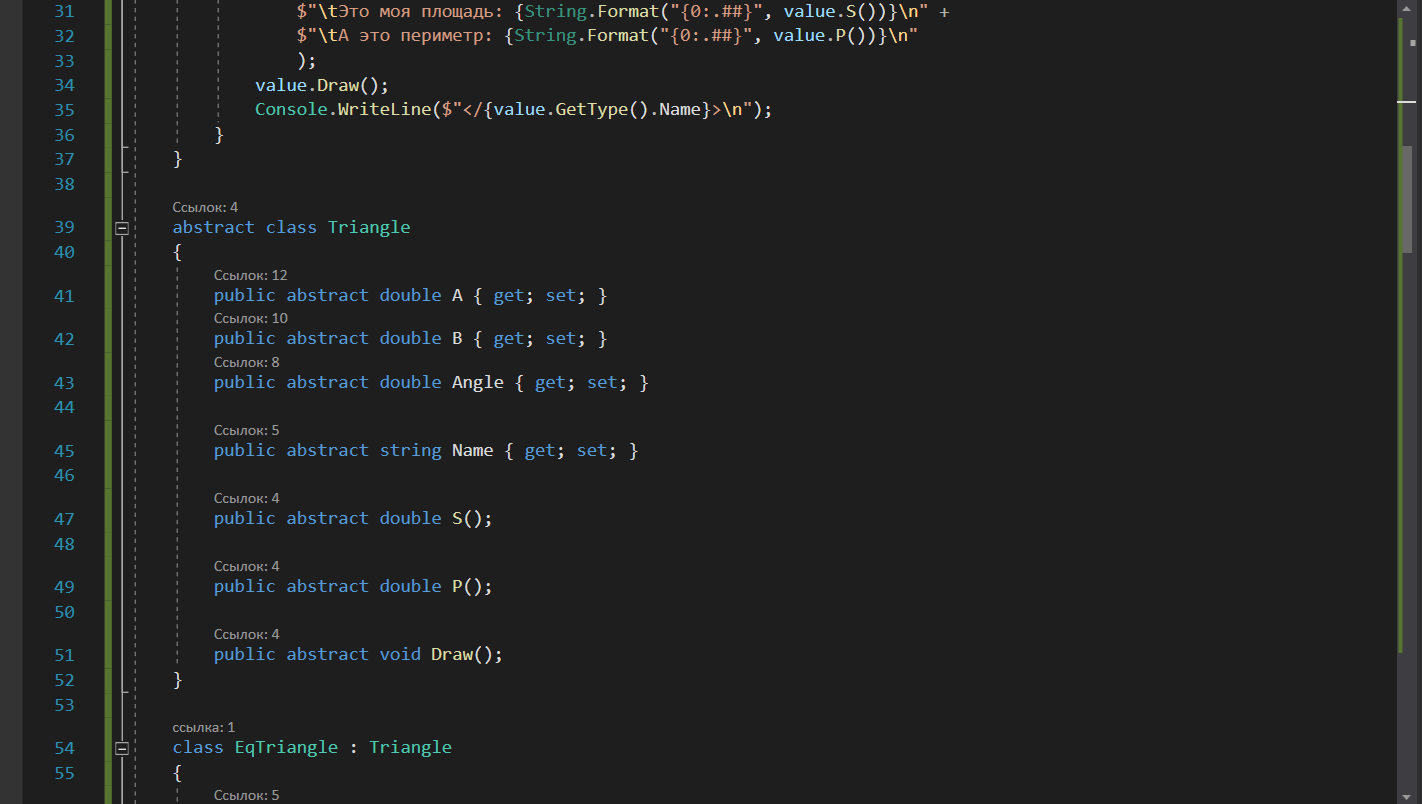 31 $"\tЭто моя площадь: {String.Format("{0:.##}", value.S())}\n" +
32 $"\tА это периметр: {String.Format("{0:.##}", value.P())}\n"
33 );
34 value.Draw();
35 Console.WriteLine($"</{value.GetType().Name}>\n");
36 }
37 }
38
Ссылок: 4
39 abstract class Triangle
40 {
Ссылок: 12
41 public abstract double A { get; set; }
Ссылок: 10
42 public abstract double B { get; set; }
Ссылок: 8
43 public abstract double Angle { get; set; }
44
Ссылок: 5
45 public abstract string Name { get; set; }
46
Ссылок: 4
47 public abstract double S();
48
Ссылок: 4
49 public abstract double P();
50
Ссылок: 4
51 public abstract void Draw();
52 }
53
ссылка: 1
54 class EqTriangle : Triangle
55 {
Ссылок: 5